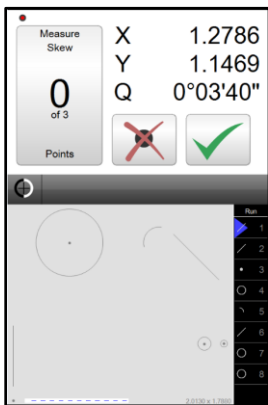 Measure
Skew
0
of 3
Points
X 1.2786
Y 1.1469
Q 0°03'40"
Run
1
2
3
4
5
6
7
8
2.0130 x 1.7650